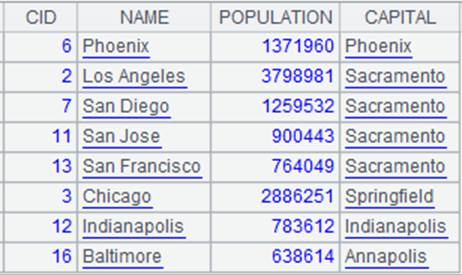 CID NAME POPULATION CAPITAL
6 Phoenix 1371960 Phoenix
2 Los Angeles 3798981 Sacramento
7 San Diego 1259532 Sacramento
11 San Jose 900443 Sacramento
13 San Francisco 764049 Sacramento
3 Chicago 2886251 Springfield
12 Indianapolis 783612 Indianapolis
16 Baltimore 638614 Annapolis